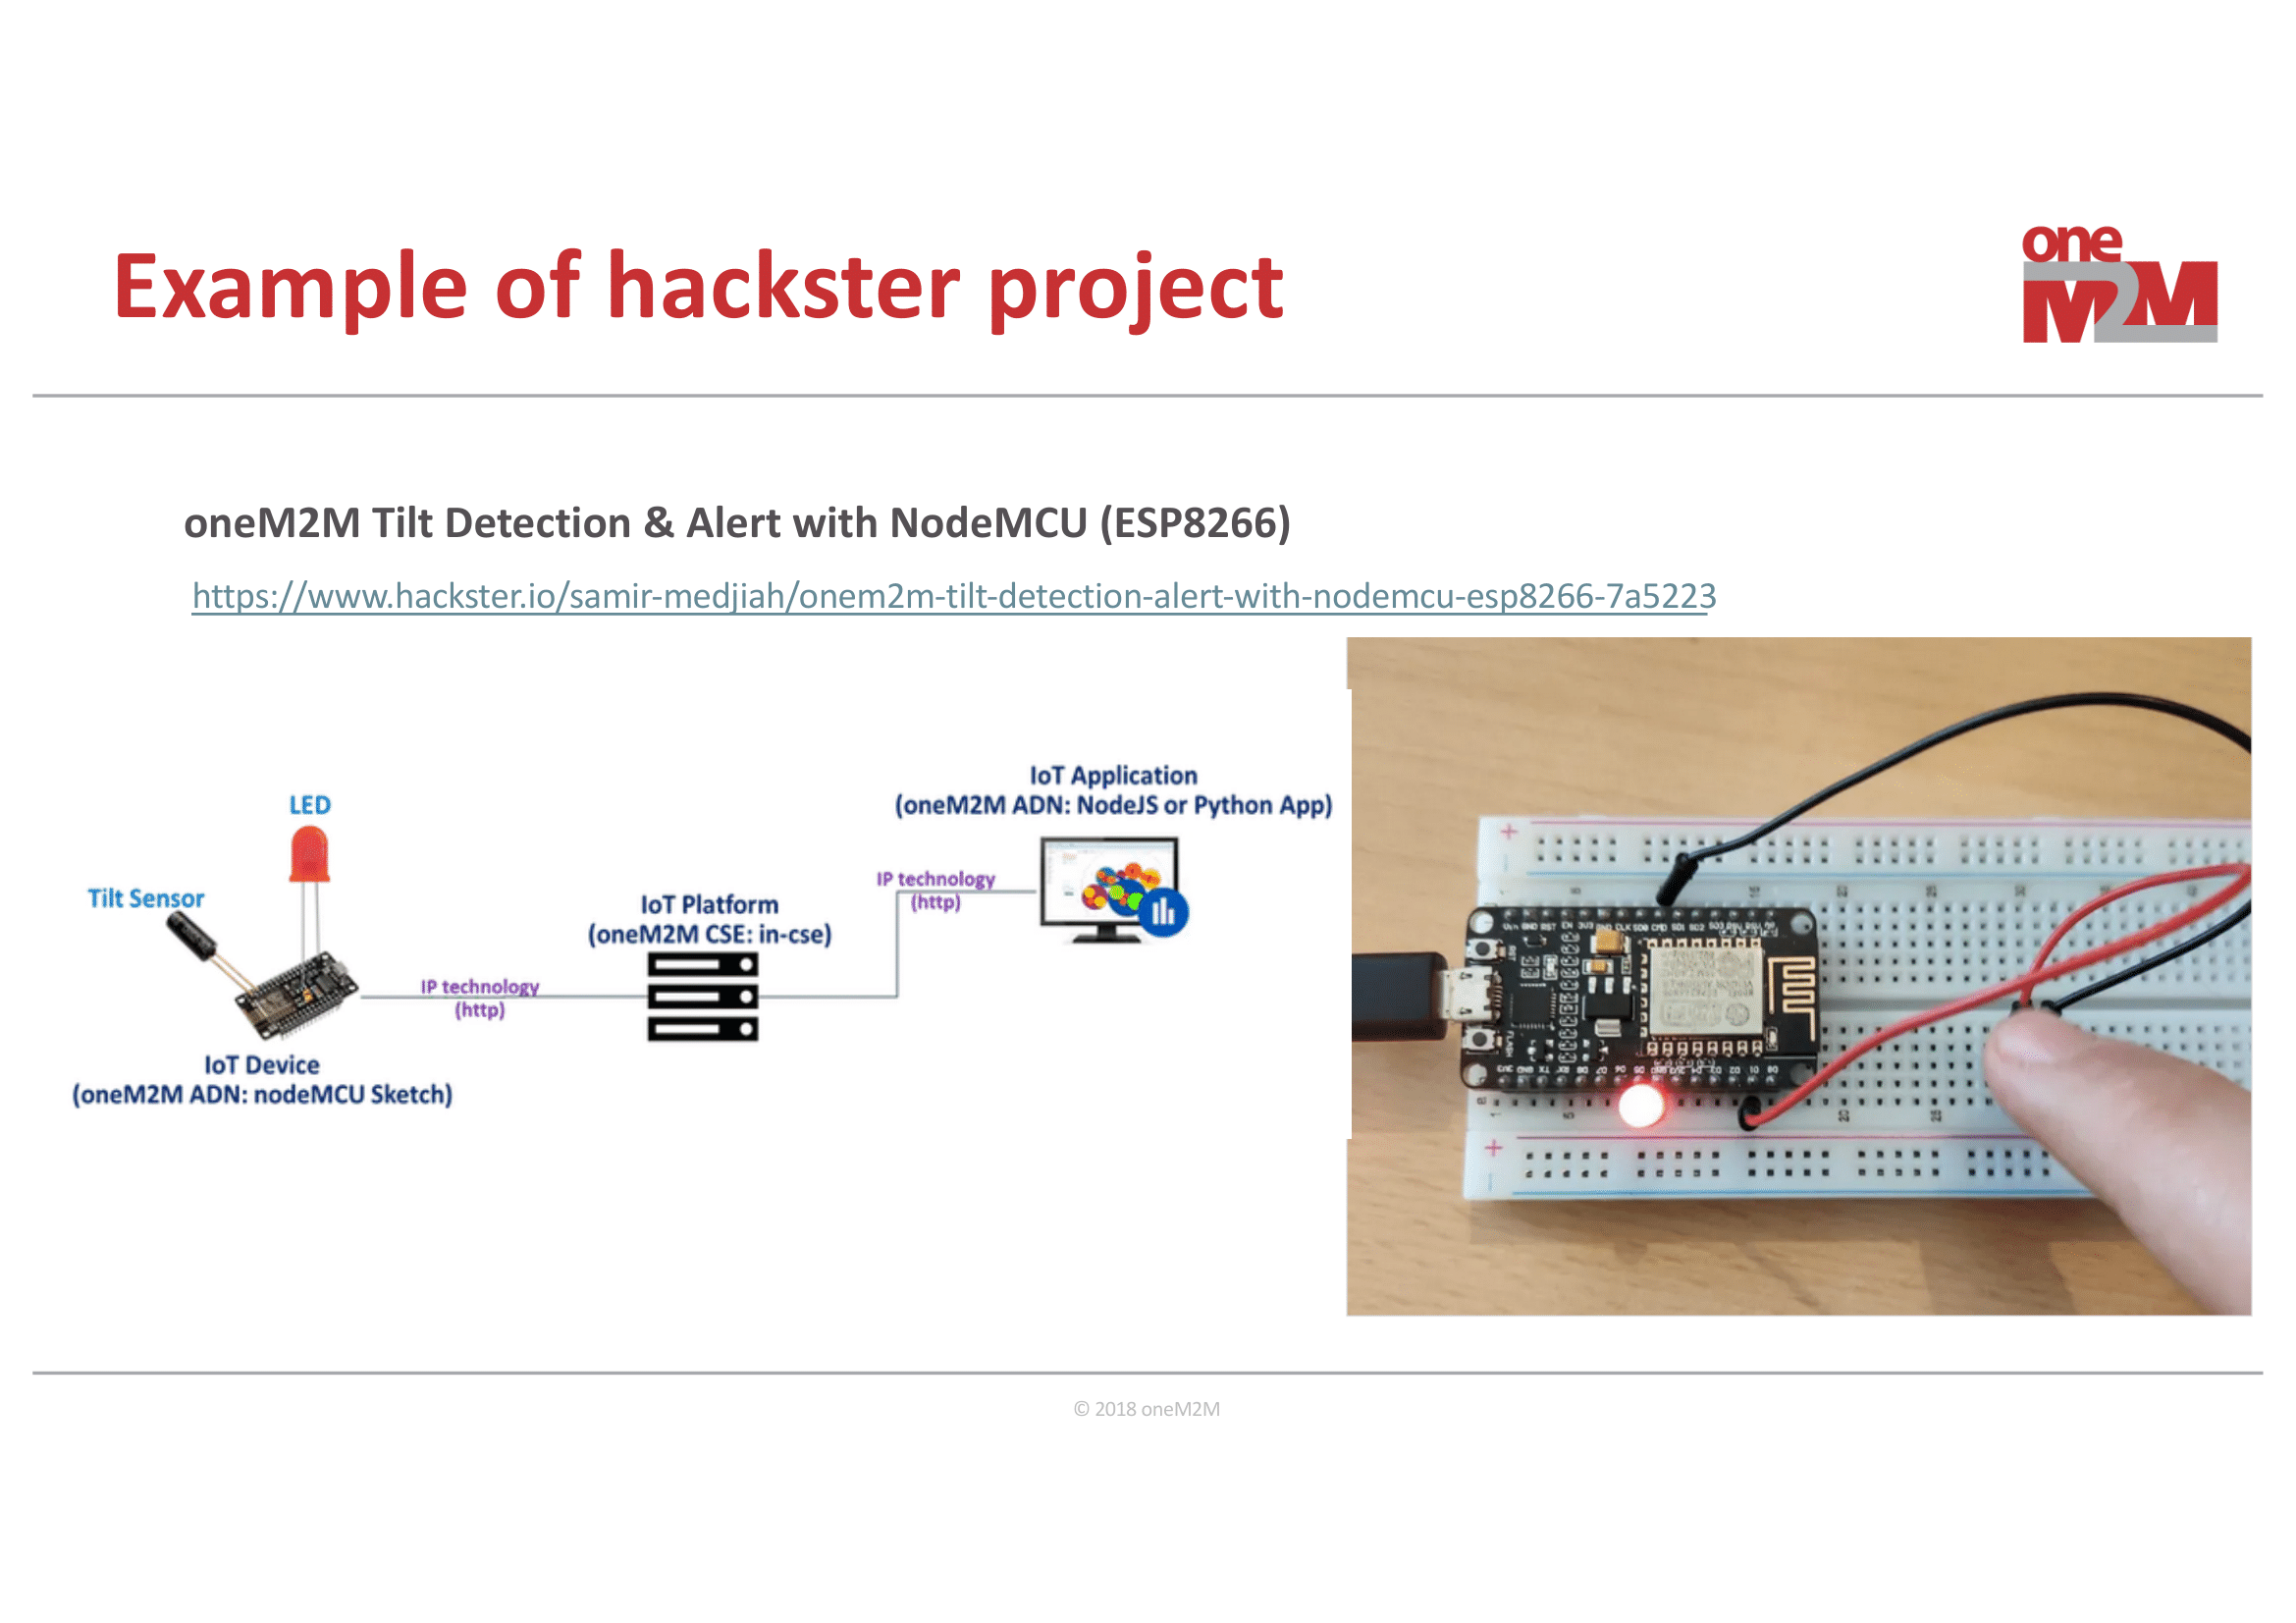 Example of hackster project
one
M2M
oneM2M Tilt Detection & Alert with NodeMCU (ESP8266)
https://www.hackster.io/samir-medjiah/onem2m-tilt-detection-alert-with-nodemcu-esp8266-7a5223
LED
Tilt Sensor
IP technology
(http)
IoT Device
(oneM2M ADN: nodeMCU Sketch)
IoT Platform
(oneM2M CSE: in-cse)
IP technology
(http)
IoT Application
(oneM2M ADN: NodeJS or Python App)
© 2018 oneM2M